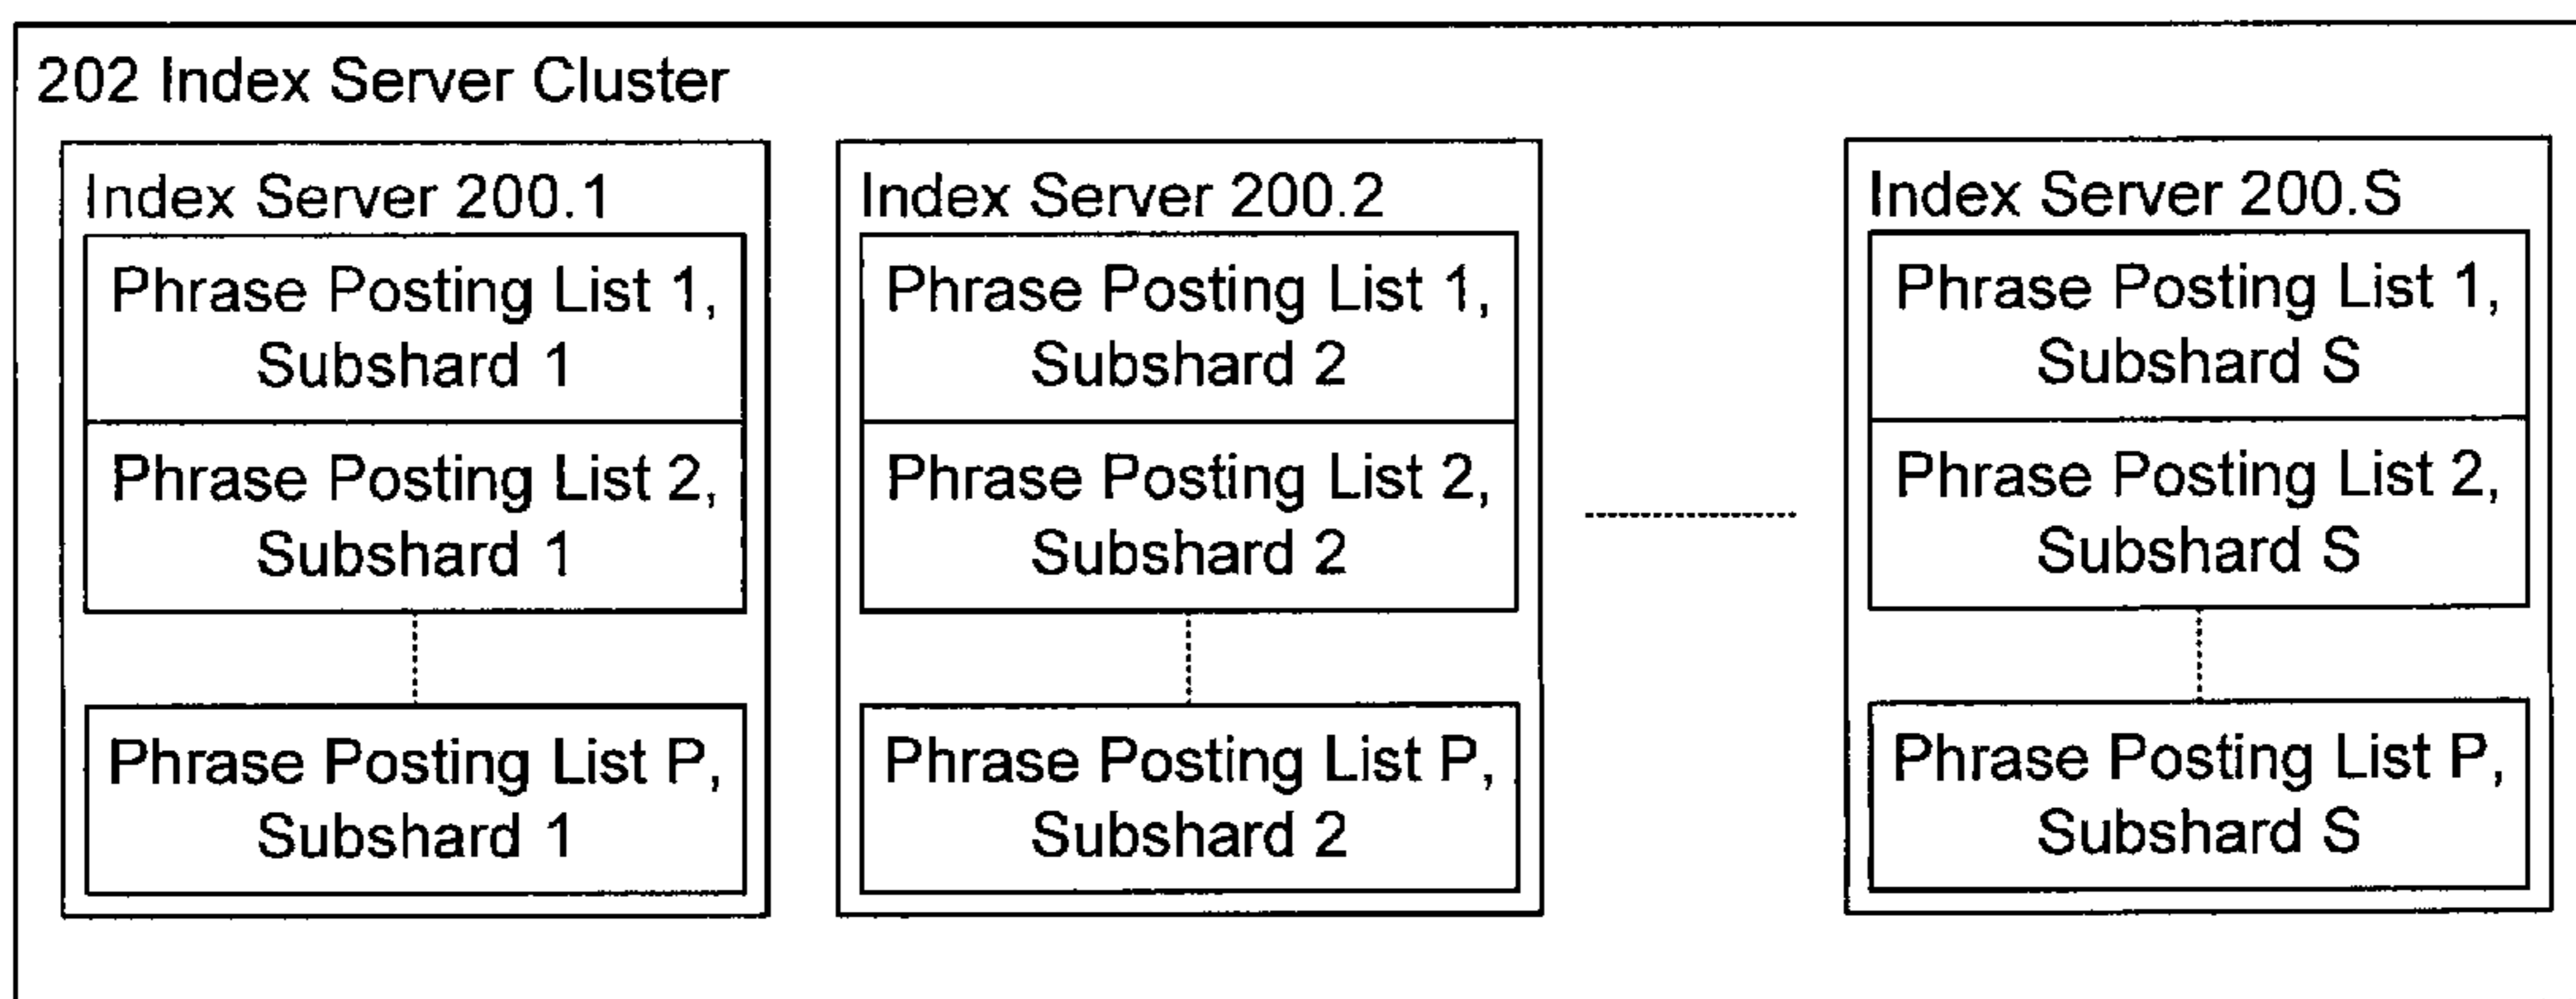 202 Index Server Cluster
Index Server 200.1
Phrase Posting List 1,
Subshard 1
Phrase Posting List 2,
Subshard 1
Phrase Posting List P,
Subshard 1
Index Server 200.2
Phrase Posting List 1,
Subshard 2
Phrase Posting List 2,
Subshard 2
Phrase Posting List P,
Subshard 2
Index Server 200.S
Phrase Posting List 1,
Subshard S
Phrase Posting List 2,
Subshard S
Phrase Posting List P,
Subshard S